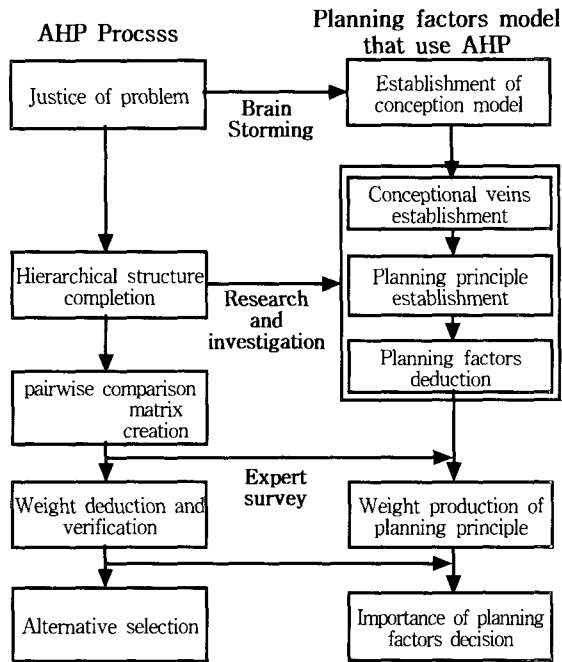 AHP Procsss
Planning factors model
that use AHP
Justice of problem
Brain
Storming
Establishment of
conception model
Conceptional veins
establishment
Hierarchical structure
completion
Research
and
investigation
Planning principle
establishment
Planning factors
deduction
pairwise comparison
matrix
creation
Expert
survey
Weight deduction and
verification
Weight production of
planning principle
Alternative selection
Importance of planning
factors decision